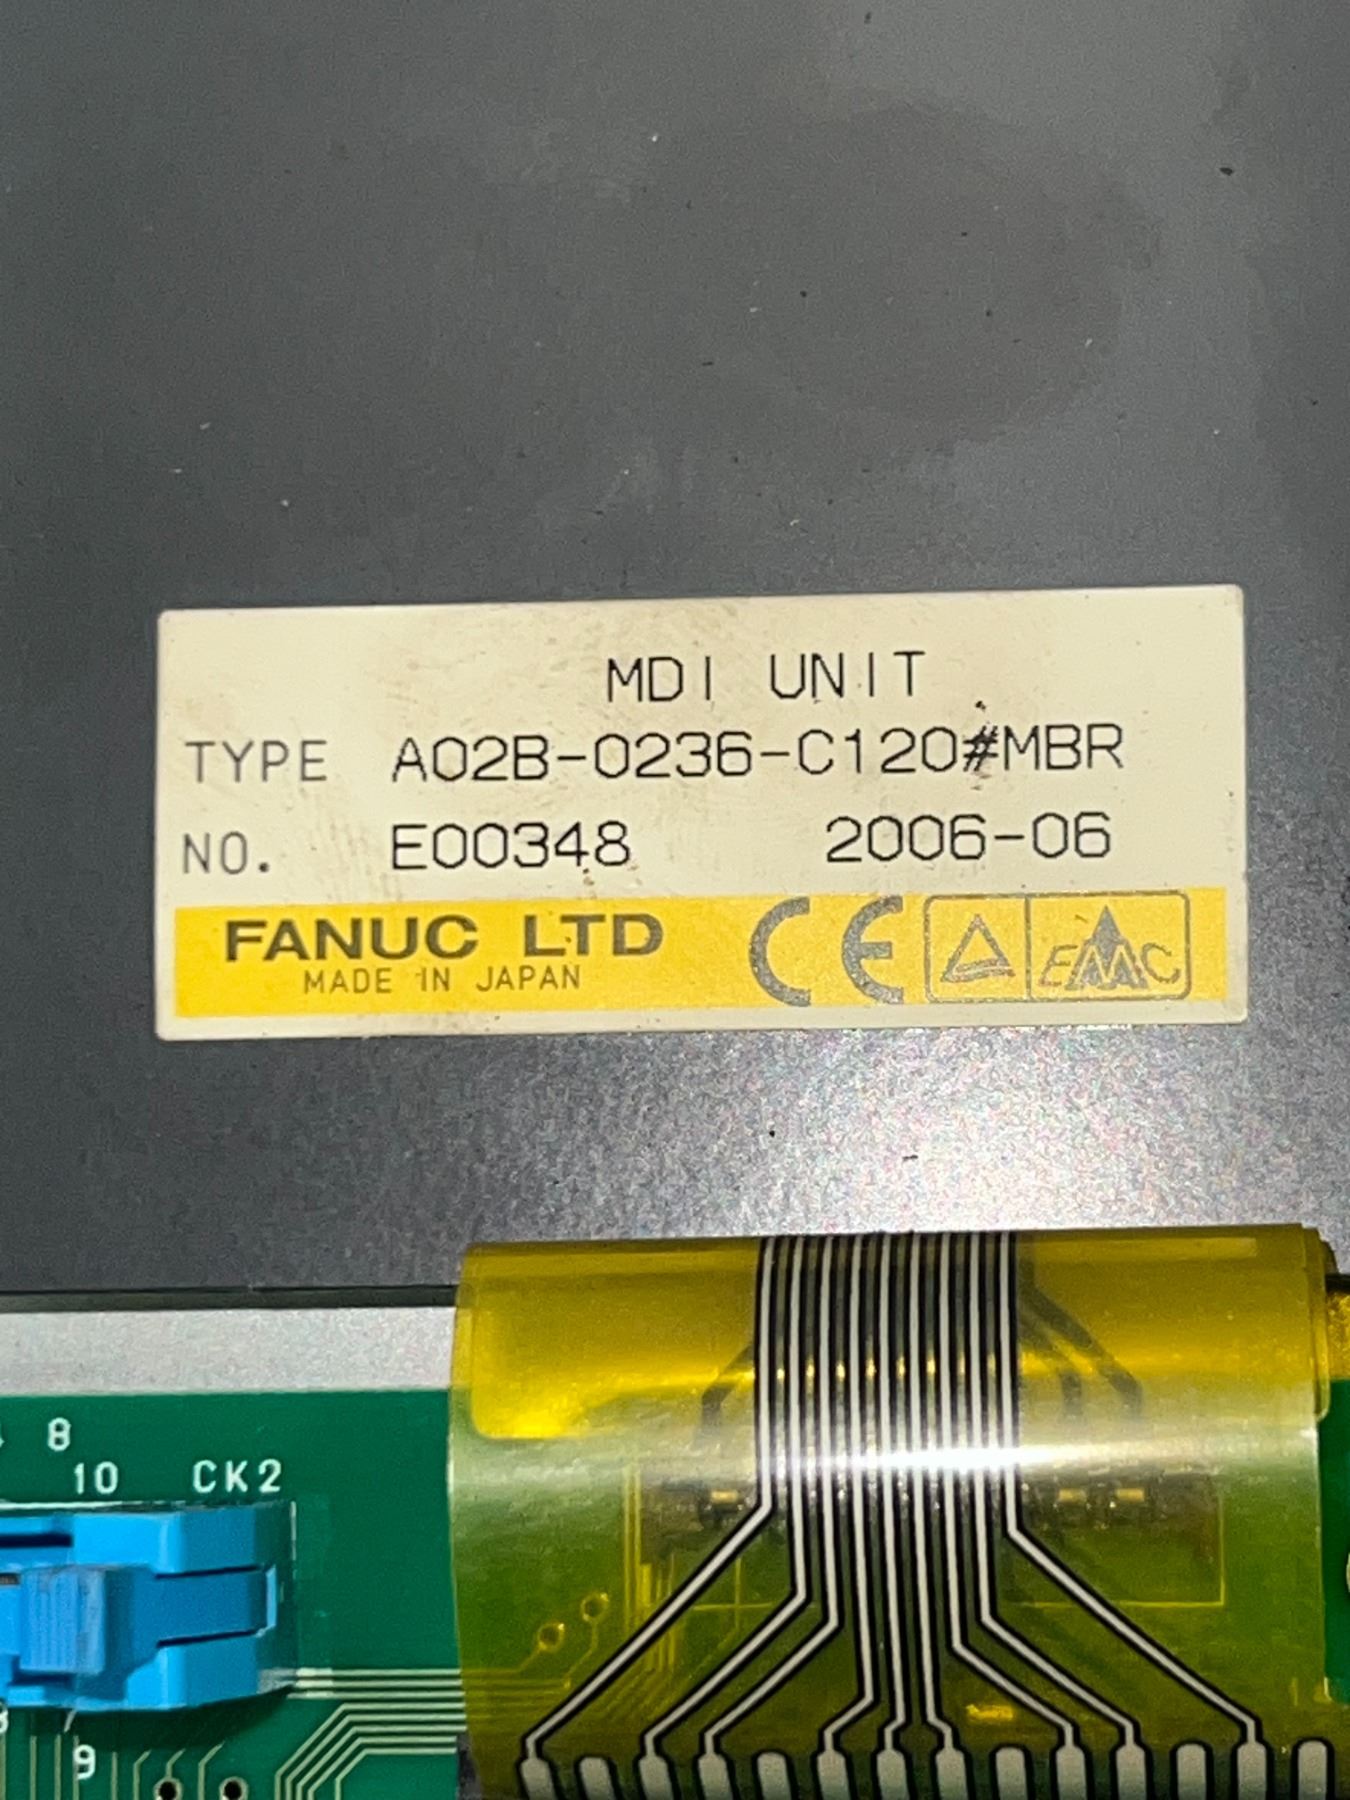 MDI UNIT
TYPE A02B-0236-C120#MBR
NO. E00348 2006-06
FANUC LTD CE EMC
MADE IN JAPAN
8
10 CK2
9